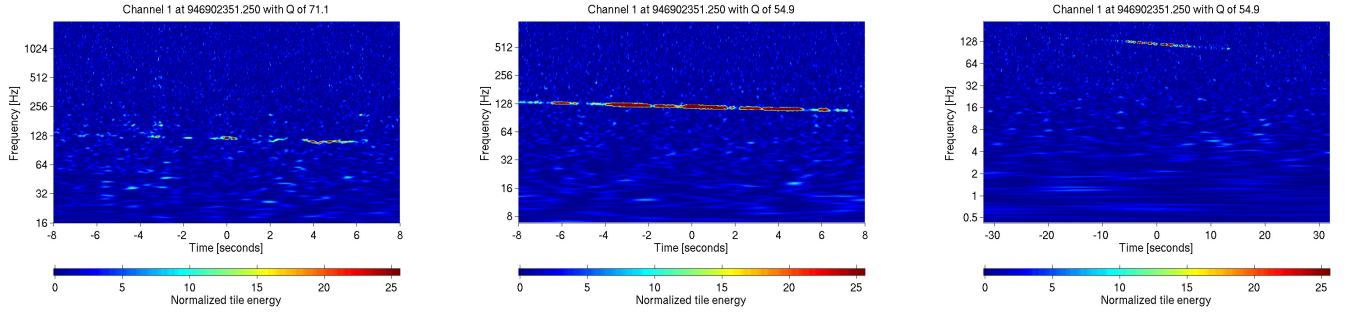 Channel 1 at 946902351.250 with Q of 71.1
Frequency [Hz]
1024
512
256
128
64
32
16
-8 -6 -4 -2 0 2 4 6 8
Time [seconds]
0 5 10 15 20 25
Normalized tile energy
Channel 1 at 946902351.250 with Q of 54.9
Frequency [Hz]
512
256
128
64
32
16
8
-8 -6 -4 -2 0 2 4 6 8
Time [seconds]
0 5 10 15 20 25
Normalized tile energy
Channel 1 at 946902351.250 with Q of 54.9
Frequency [Hz]
128
64
32
16
8
4
2
1
0.5
-30 -20 -10 0 10 20 30
Time [seconds]
0 5 10 15 20 25
Normalized tile energy